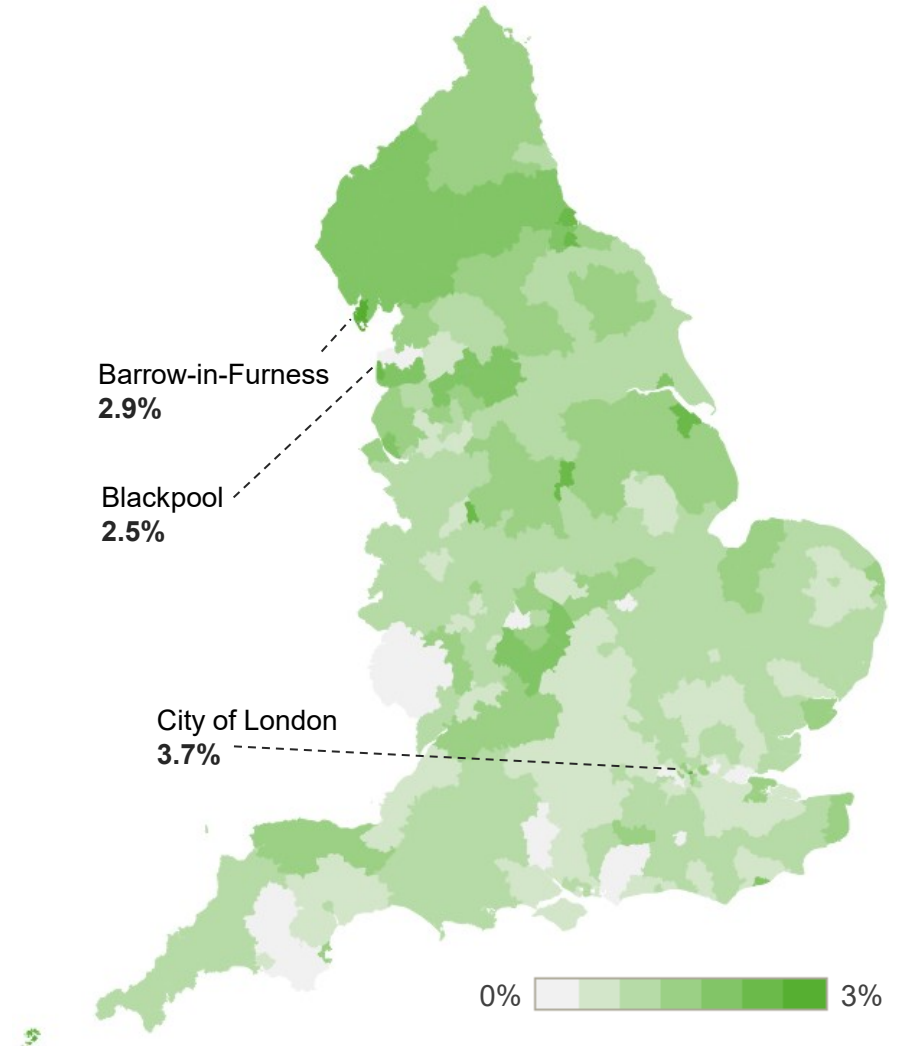 Barrow-in-Furness
2.9%
Blackpool
2.5%
City of London
3.7%
0%
3%